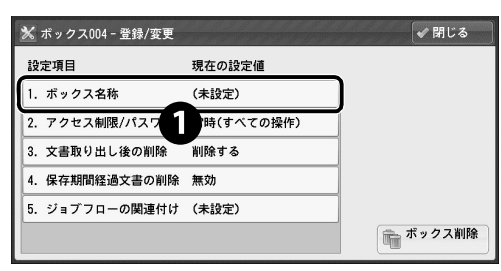 ボックス004 - 登録/変更
閉じる
設定項目 現在の設定値
1. ボックス名称 (未設定)
2. アクセス制限/パスワ 時(すべての操作)
1
3. 文書取り出し後の削除 削除する
4. 保存期間経過文書の削除 無効
5. ジョブフローの関連付け (未設定)
ボックス削除